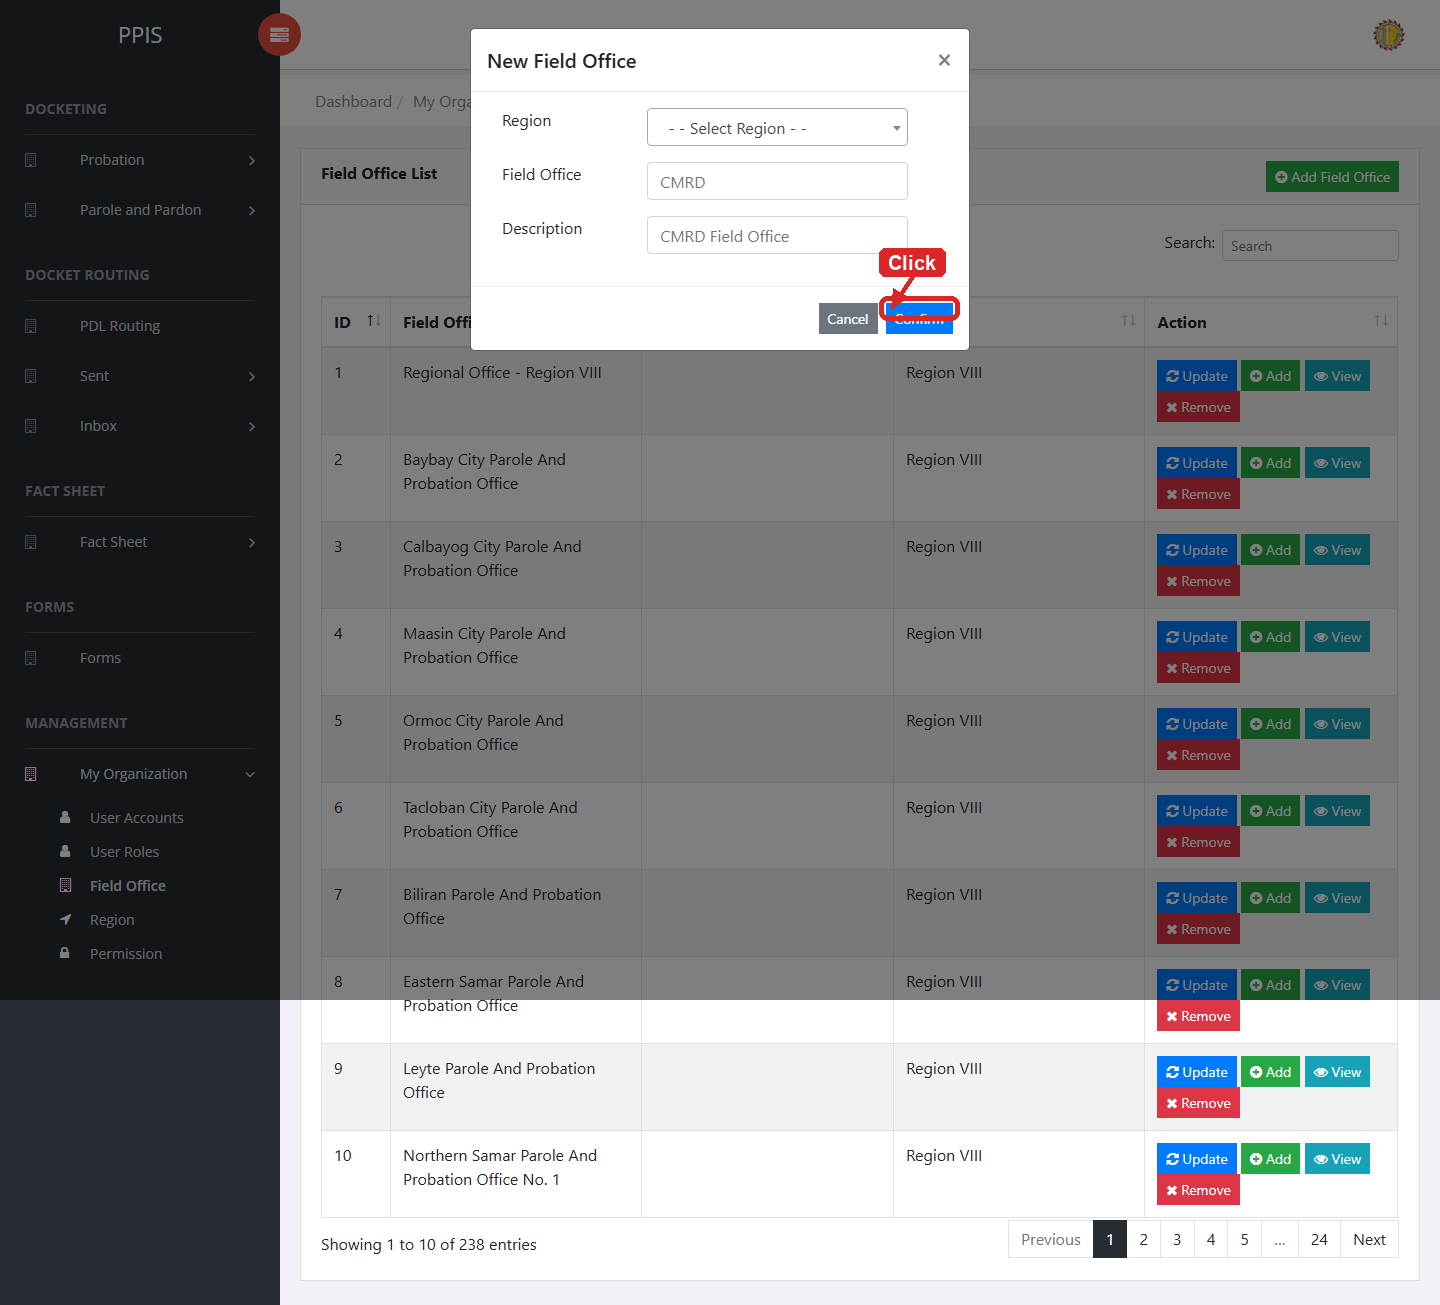 PPIS
DOCKETING
Probation
Parole and Pardon
DOCKET ROUTING
PDL Routing
Sent
Inbox
FACT SHEET
Fact Sheet
FORMS
Forms
MANAGEMENT
My Organization
User Accounts
User Roles
Field Office
Region
Permission
Dashboard / My Orga
New Field Office ×
Region - - Select Region - -
Field Office CMRD
Description CMRD Field Office
Click
Cancel Confirm
Field Office List
Add Field Office
Search: Search
ID Field Offi Action
1 Regional Office - Region VIII Region VIII Update Add View
Remove
2 Baybay City Parole And Region VIII Update Add View
Probation Office Remove
3 Calbayog City Parole And Region VIII Update Add View
Probation Office Remove
4 Maasin City Parole And Region VIII Update Add View
Probation Office Remove
5 Ormoc City Parole And Region VIII Update Add View
Probation Office Remove
6 Tacloban City Parole And Region VIII Update Add View
Probation Office Remove
7 Biliran Parole And Probation Region VIII Update Add View
Office Remove
8 Eastern Samar Parole And Region VIII Update Add View
Probation Office Remove
9 Leyte Parole And Probation Region VIII Update Add View
Office Remove
10 Northern Samar Parole And Region VIII Update Add View
Probation Office No. 1 Remove
Showing 1 to 10 of 238 entries
Previous 1 2 3 4 5 ... 24 Next